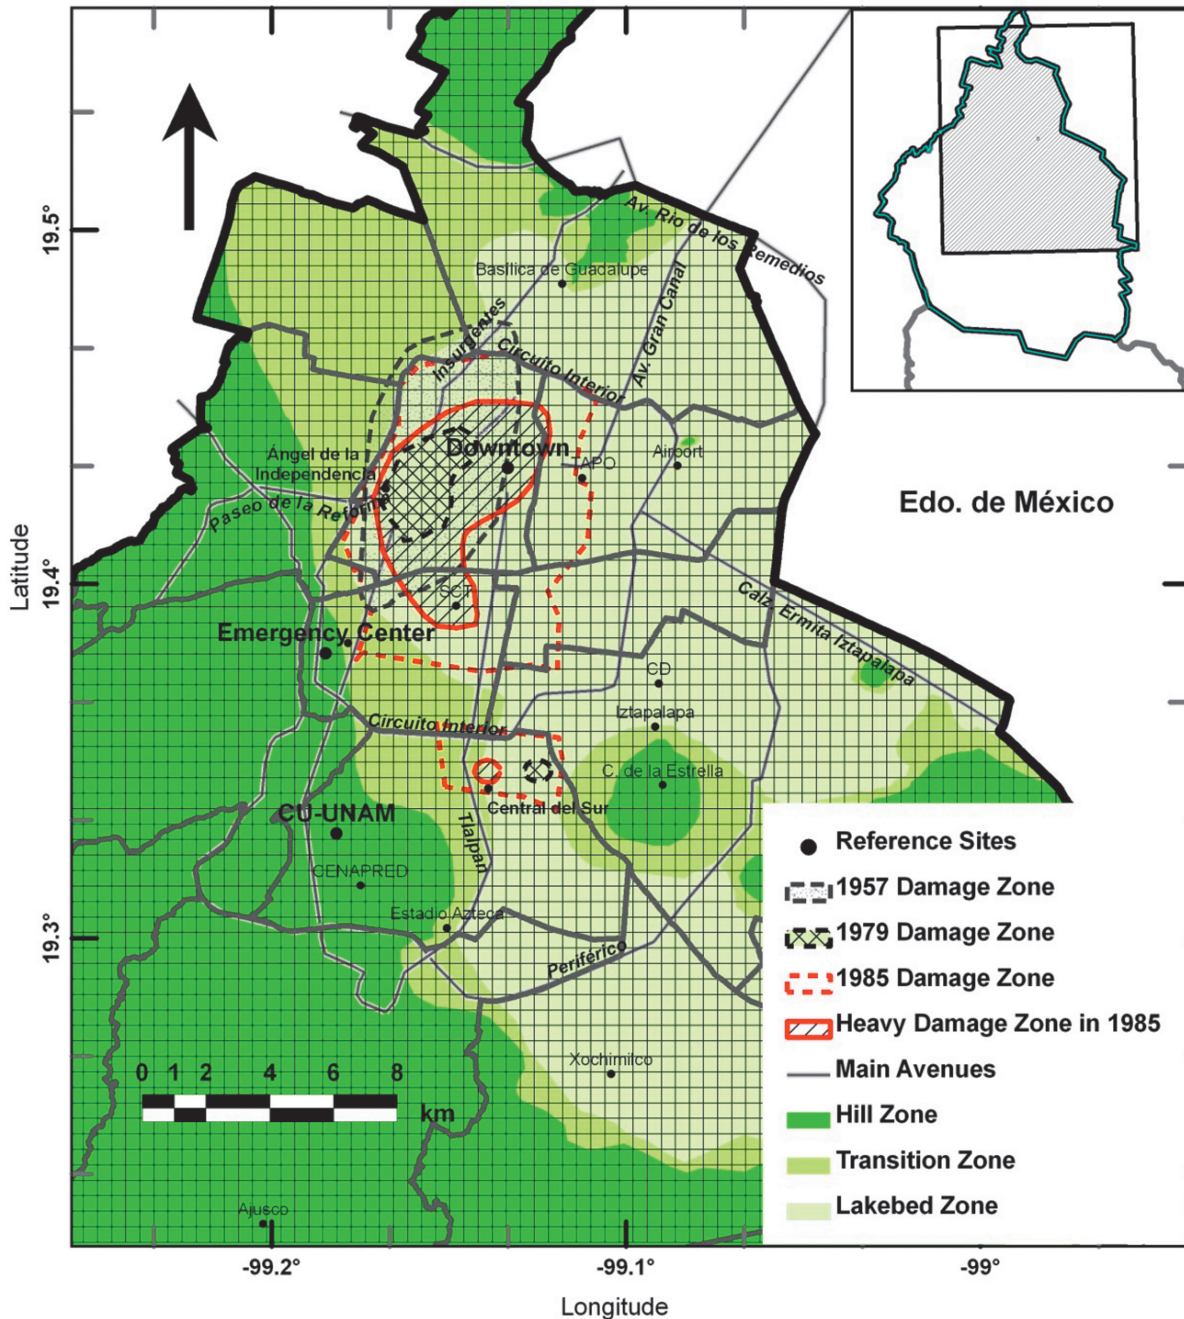 Av. Rio de los Remedios
19.5°
Basílica de Guadalupe
Av. Gran Canal
Insurgentes
Circuito Interior
Downtown
Ángel de la
Independencia
TAPO
Airport
Paseo de la Reforma
Edo. de México
Latitude
19.4°
SCT
Calz. Ermita Iztapalapa
Emergency Center
CD
Iztapalapa
Circuito Interior
C. de la Estrella
Central del Sur
CU-UNAM
Tlalpan
CENAPRED
Estadio Azteca
19.3°
Periférico
Xochimilco
0 1 2 4 6 8
km
Ajusco
Reference Sites
1957 Damage Zone
1979 Damage Zone
1985 Damage Zone
Heavy Damage Zone in 1985
Main Avenues
Hill Zone
Transition Zone
Lakebed Zone
-99.2°
-99.1°
-99°
Longitude